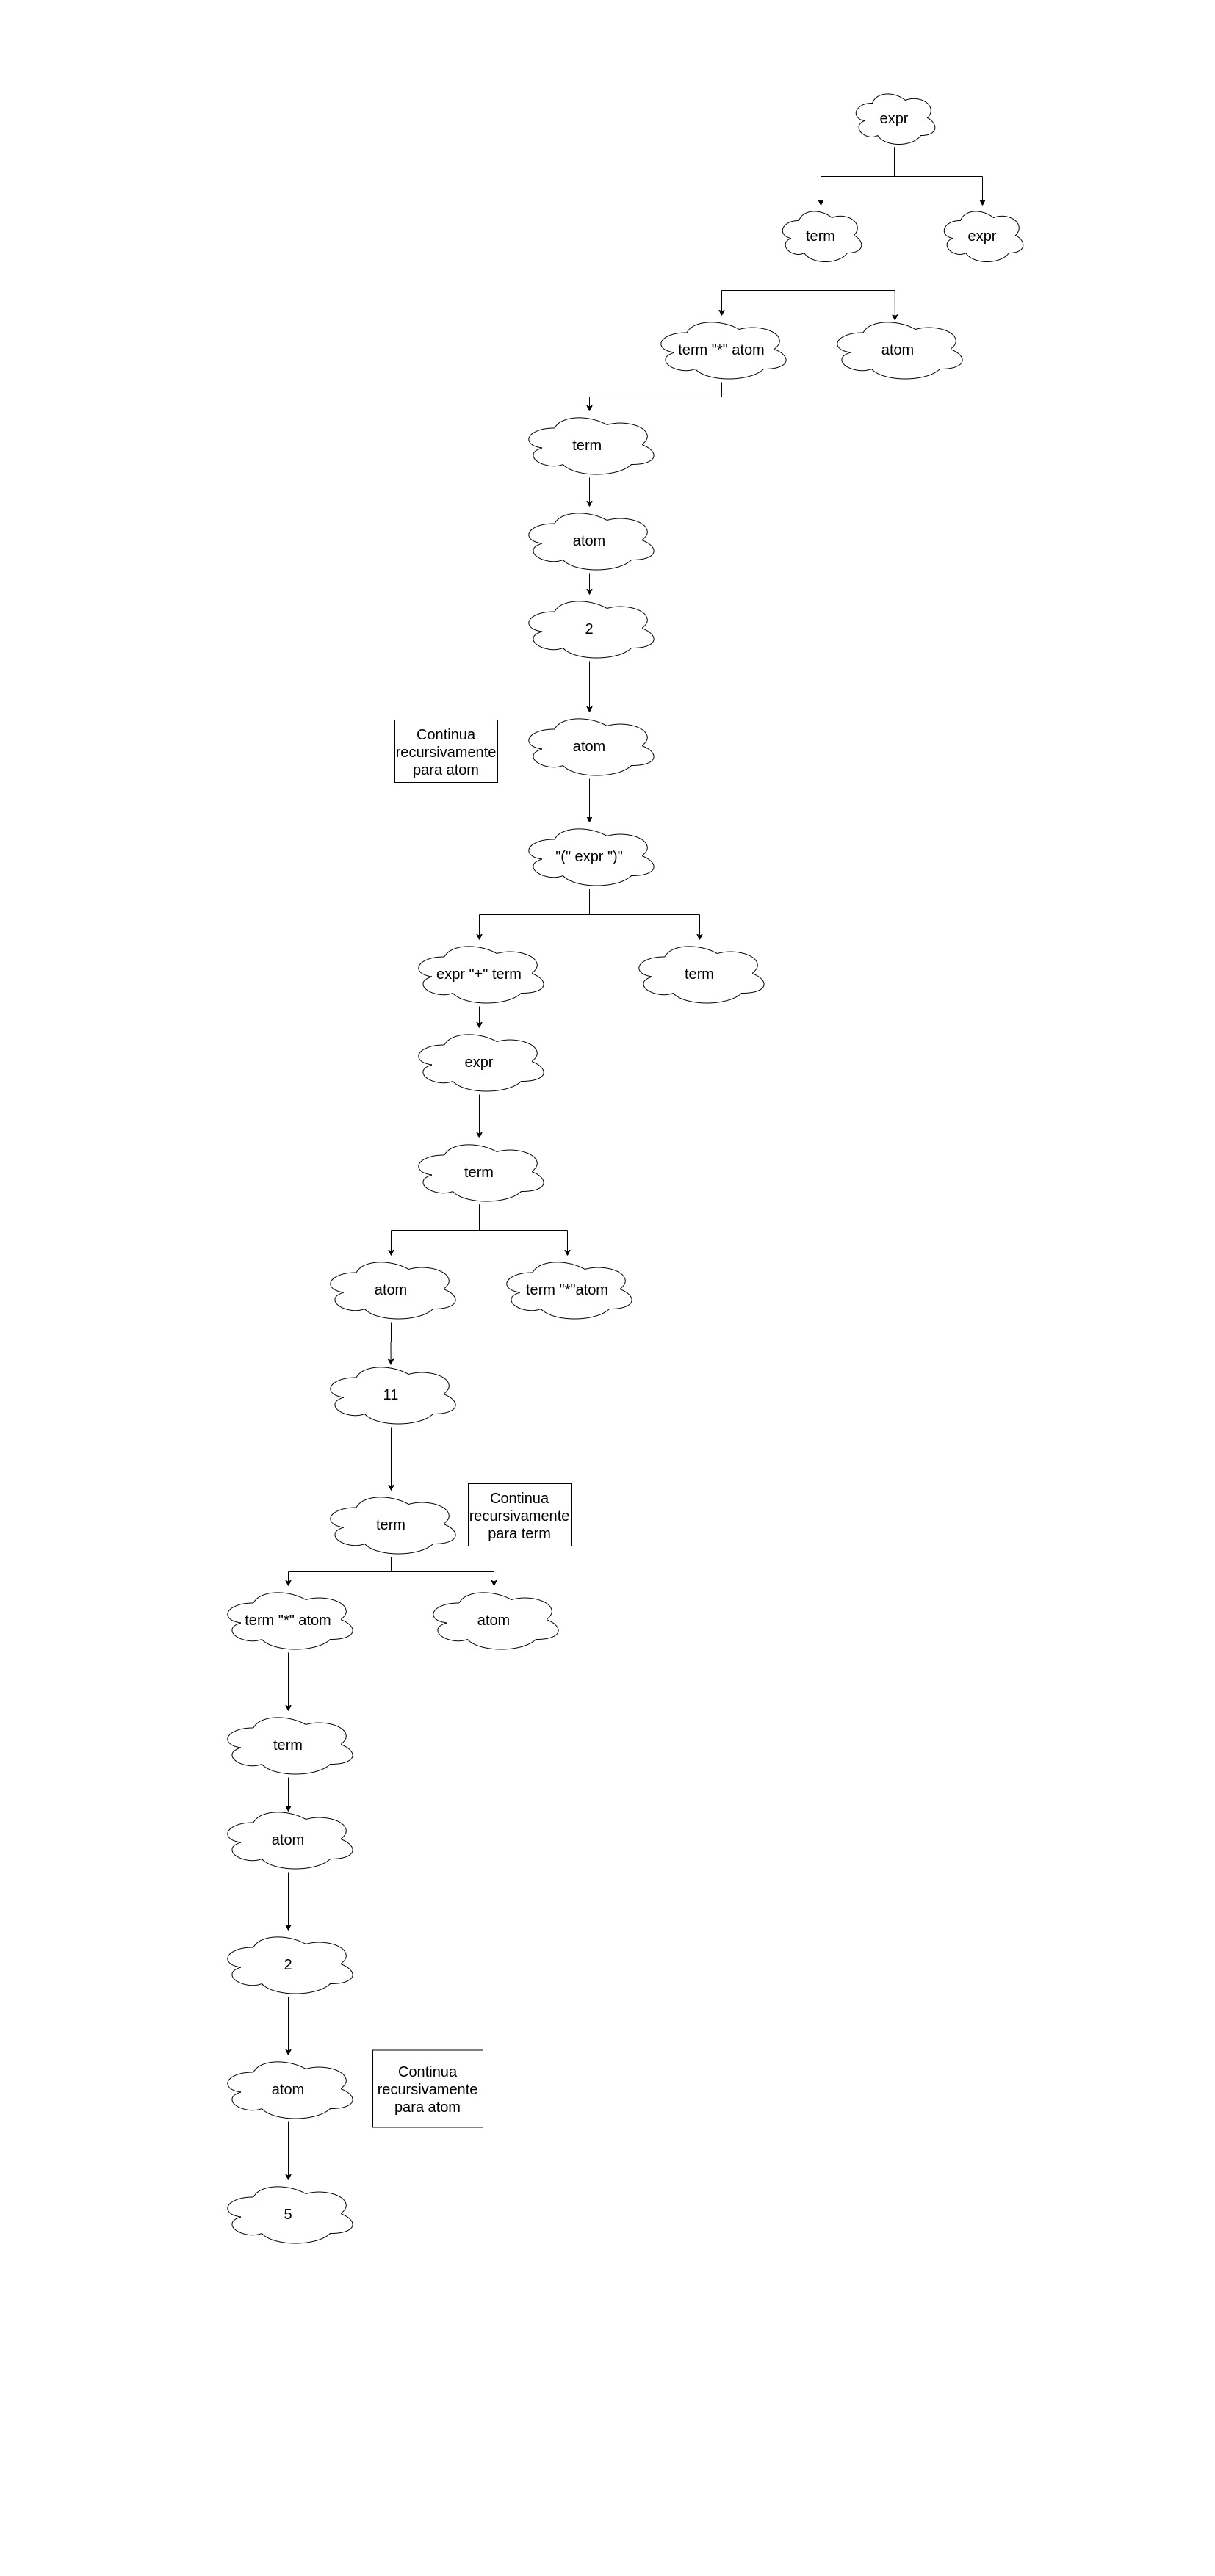 expr
term
expr
term "*" atom
atom
term
atom
2
Continua
recursivamente
para atom
atom
"(" expr ")"
expr "+" term
term
expr
term
atom
term "*"atom
11
term
Continua
recursivamente
para term
term "*" atom
atom
term
atom
2
atom
Continua
recursivamente
para atom
5